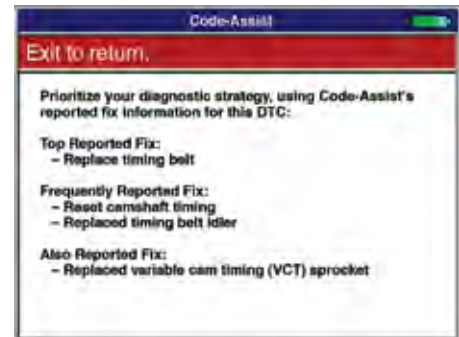 Code-Assist
Exit to return.
Prioritize your diagnostic strategy, using Code-Assist's
reported fix information for this DTC:
Top Reported Fix:
– Replace timing belt
Frequently Reported Fix:
– Reset camshaft timing
– Replaced timing belt idler
Also Reported Fix:
– Replaced variable cam timing (VCT) sprocket